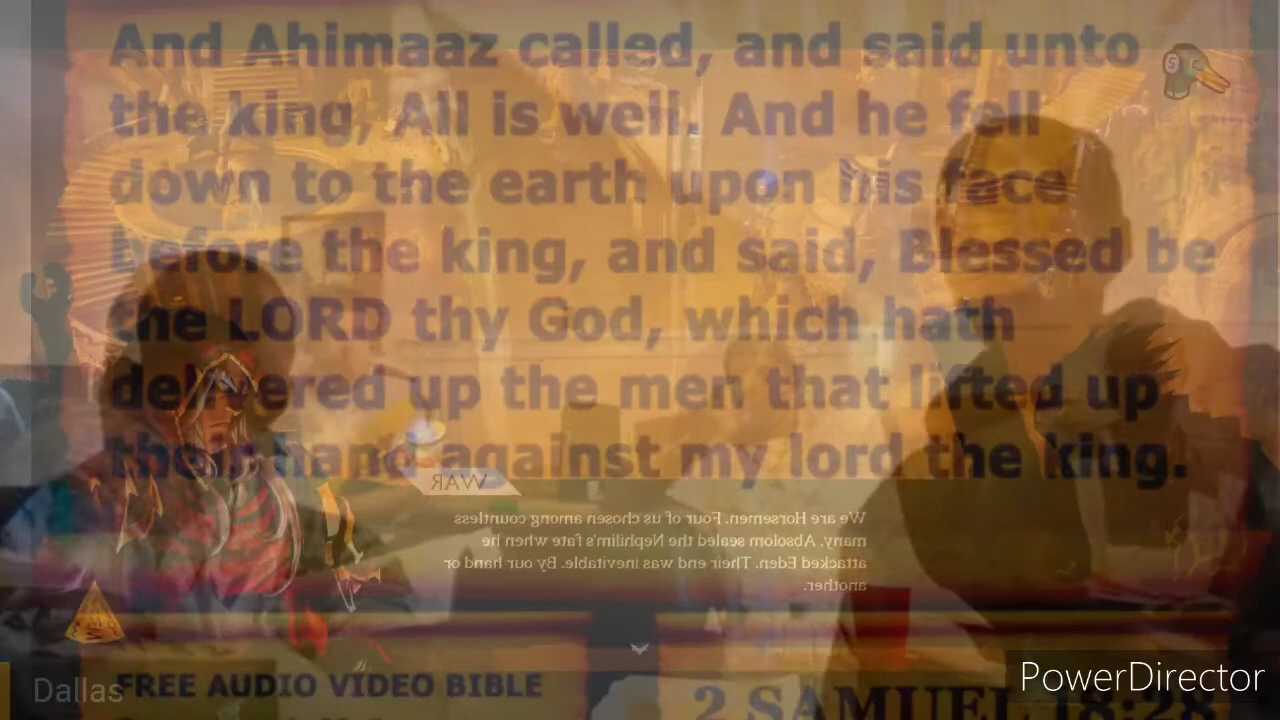 And Ahimaaz called, and said unto
the king, All is well. And he fell
down to the earth upon his face
before the king, and said, Blessed be
the LORD thy God, which hath
delivered up the men that lifted up
their hand against my lord the king.
WAR
We are Horsemen. Four of us chosen among countless
many. Absolom sealed the Nephilim's fate when he
attacked Eden. Their end was inevitable. By our hand or
another.
Dallas
FREE AUDIO VIDEO BIBLE
2 SAMUEL 18:28
PowerDirector